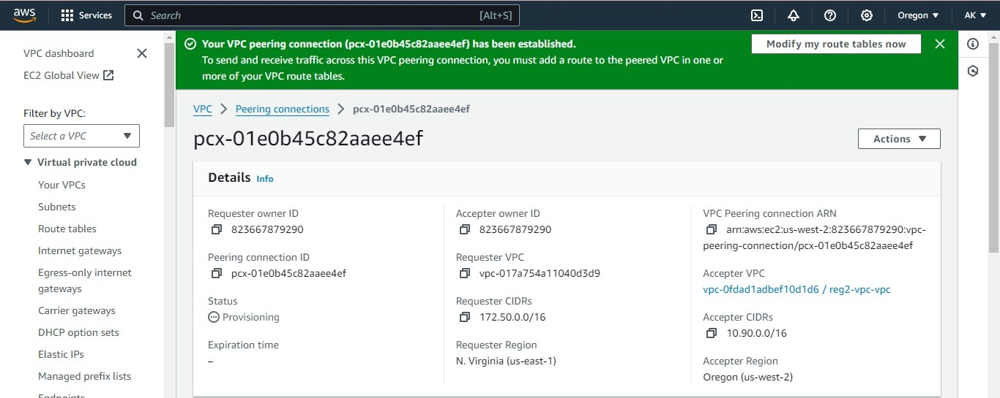 aws
Services
Search
[Alt+S]
Oregon
AK
VPC dashboard
EC2 Global View
Filter by VPC:
Select a VPC
Virtual private cloud
Your VPCs
Subnets
Route tables
Internet gateways
Egress-only internet
gateways
Carrier gateways
DHCP option sets
Elastic IPs
Managed prefix lists
Endpoints
Your VPC peering connection (pcx-01e0b45c82aaee4ef) has been established.
To send and receive traffic across this VPC peering connection, you must add a route to the peered VPC in one or
more of your VPC route tables.
Modify my route tables now
VPC > Peering connections > pcx-01e0b45c82aaee4ef
pcx-01e0b45c82aaee4ef
Actions
Details Info
Requester owner ID
823667879290
Peering connection ID
pcx-01e0b45c82aaee4ef
Status
Provisioning
Expiration time
–
Accepter owner ID
823667879290
Requester VPC
vpc-017a754a11040d3d9
Requester CIDRs
172.50.0.0/16
Requester Region
N. Virginia (us-east-1)
VPC Peering connection ARN
arn:aws:ec2:us-west-2:823667879290:vpc-
peering-connection/pcx-01e0b45c82aaee4ef
Accepter VPC
vpc-0fdad1adbef10d1d6 / reg2-vpc-vpc
Accepter CIDRs
10.90.0.0/16
Accepter Region
Oregon (us-west-2)